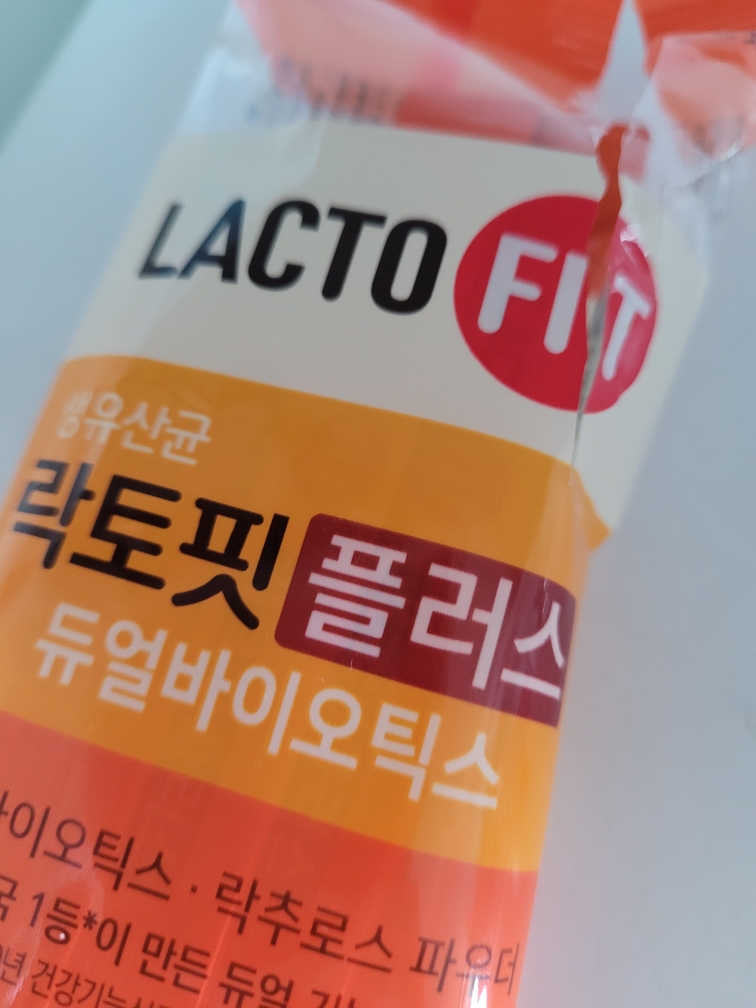 LACTO FIT
생유산균
락토핏 플러스
듀얼바이오틱스
바이오틱스 · 락추로스 파우더
1등*이 만든 듀얼